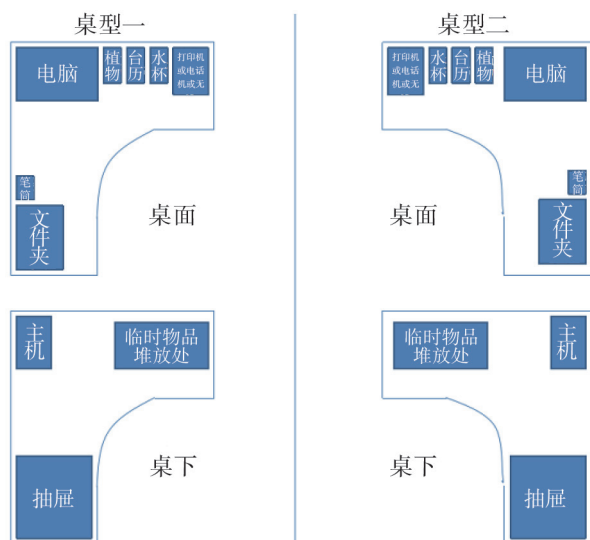 桌型一
桌型二
电脑
植物
台历
水杯
打印机
或电话
机或无
打印机
或电话
机或无
水杯
台历
植物
电脑
笔筒
文件夹
桌面
桌面
笔筒
文件夹
主机
临时物品
堆放处
临时物品
堆放处
主机
抽屉
桌下
桌下
抽屉